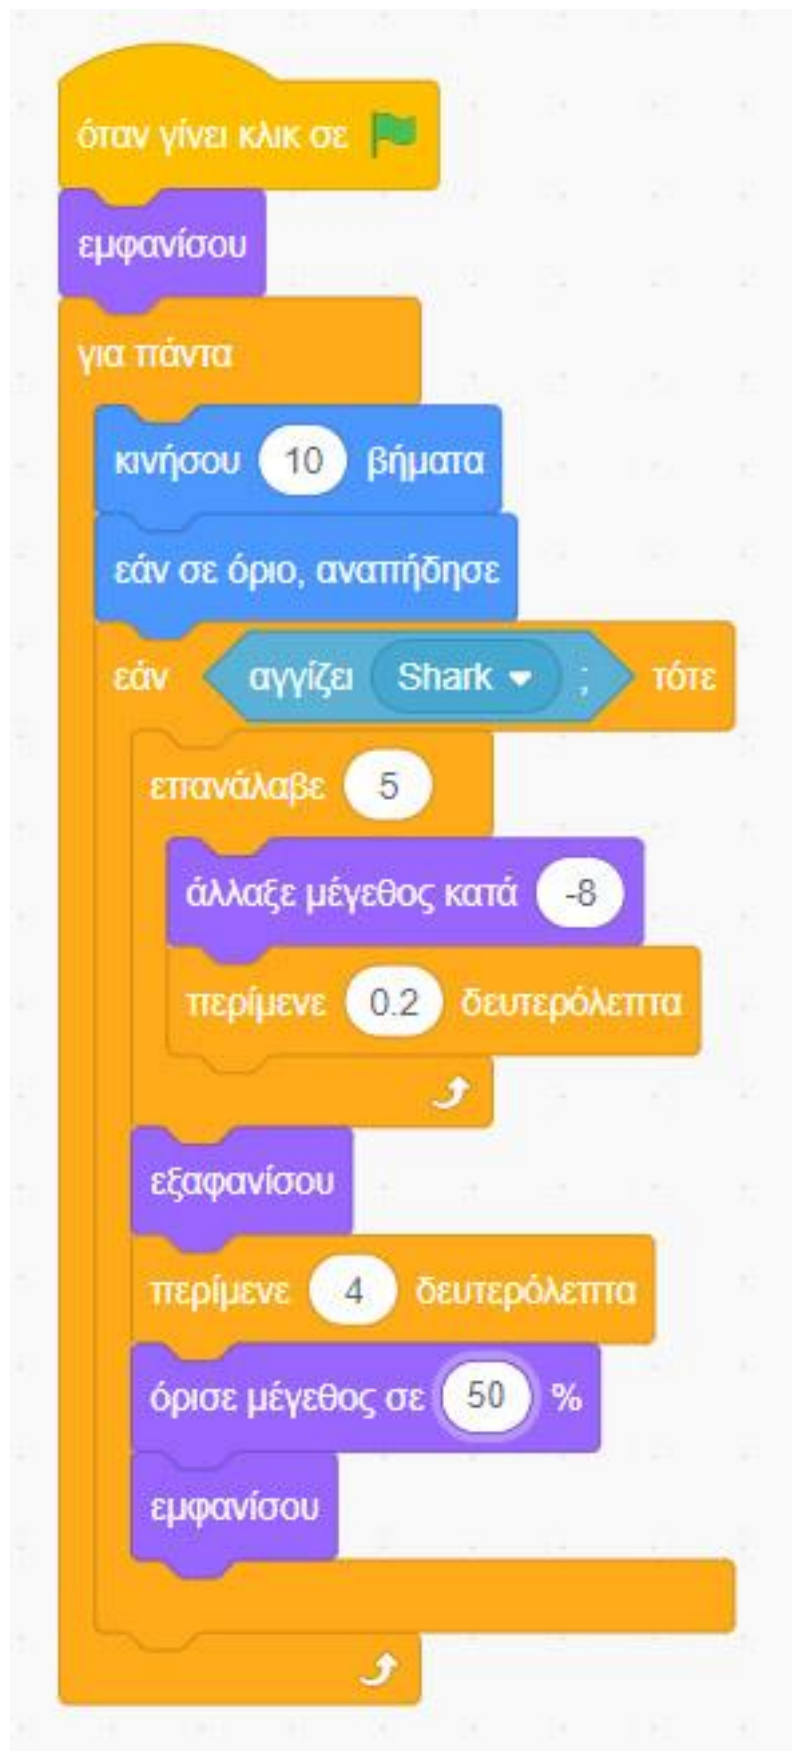 όταν γίνει κλικ σε
εμφανίσου
για πάντα
κινήσου 10 βήματα
εάν σε όριο, αναπήδησε
εάν αγγίζει Shark ; τότε
επανάλαβε 5
άλλαξε μέγεθος κατά -8
περίμενε 0.2 δευτερόλεπτα
εξαφανίσου
περίμενε 4 δευτερόλεπτα
όρισε μέγεθος σε 50 %
εμφανίσου